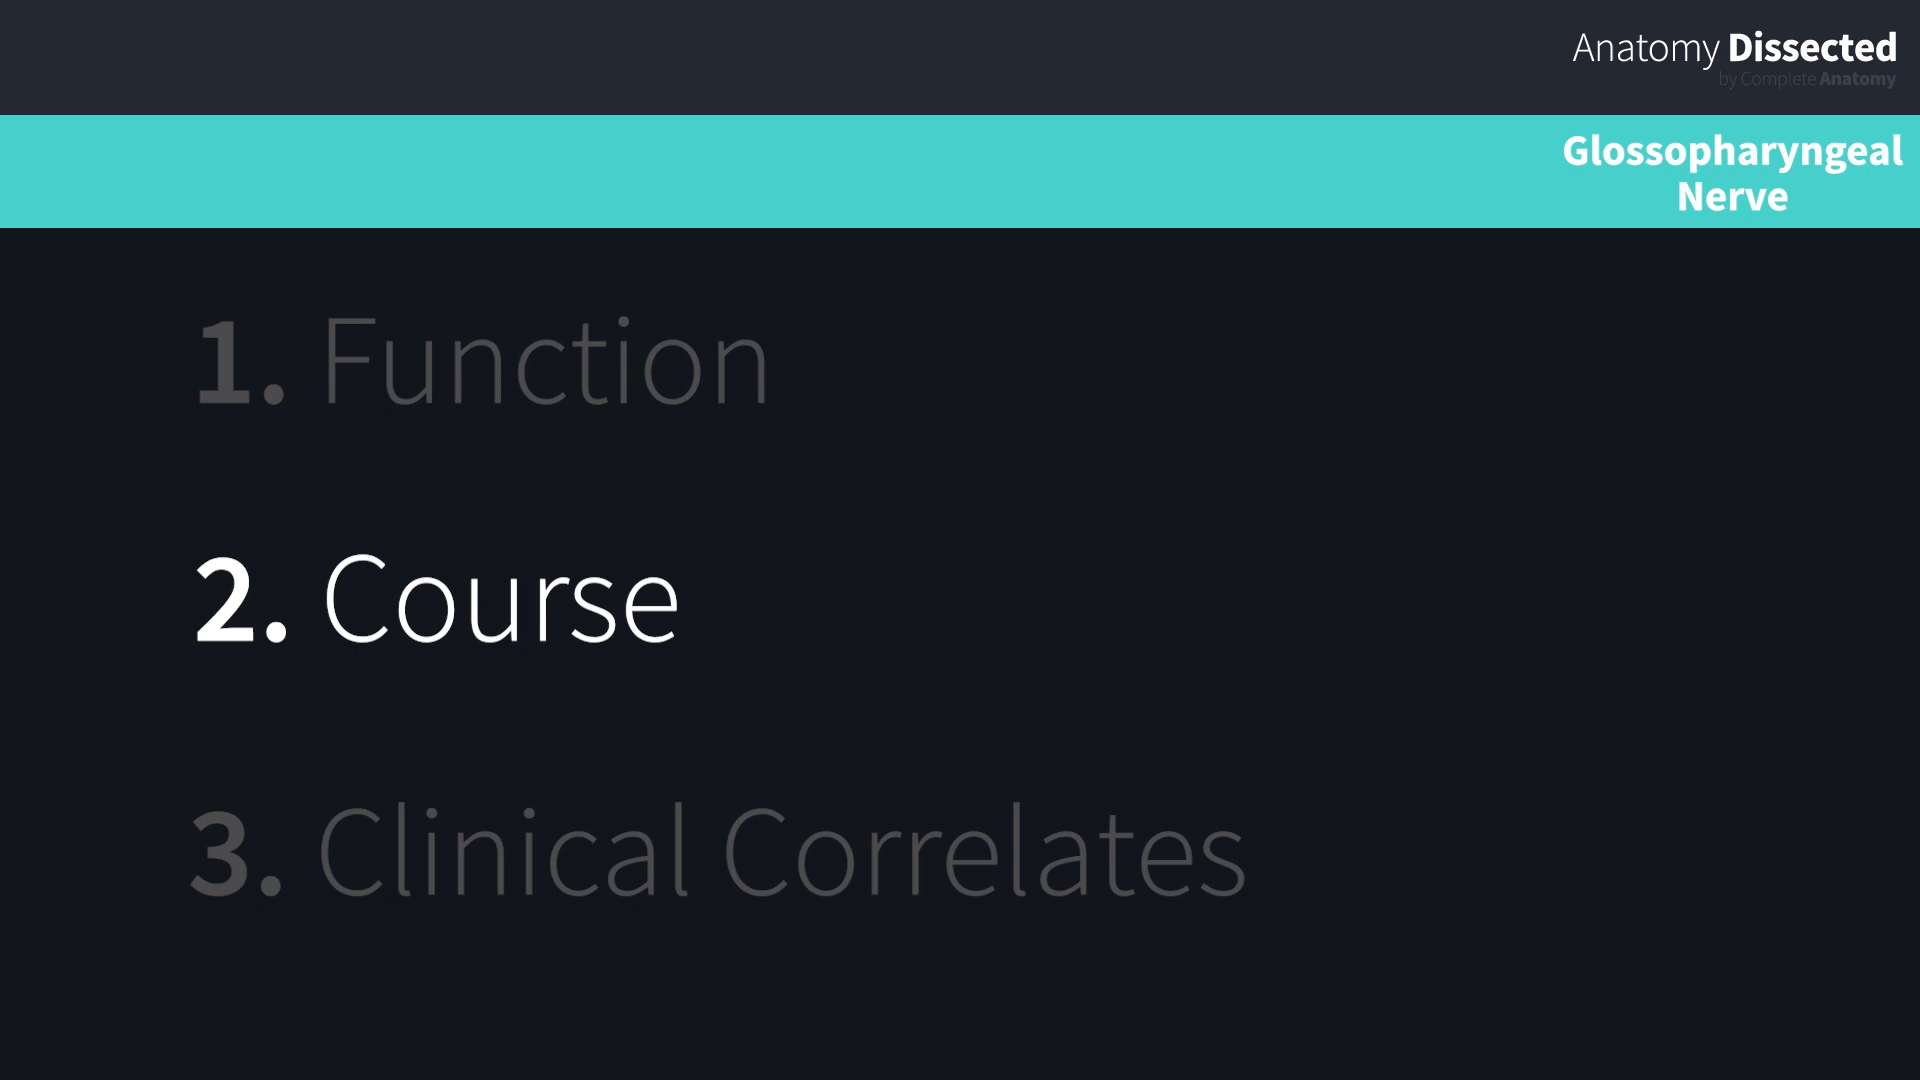 Anatomy Dissected
by Complete Anatomy
Glossopharyngeal
Nerve
1. Function
2. Course
3. Clinical Correlates